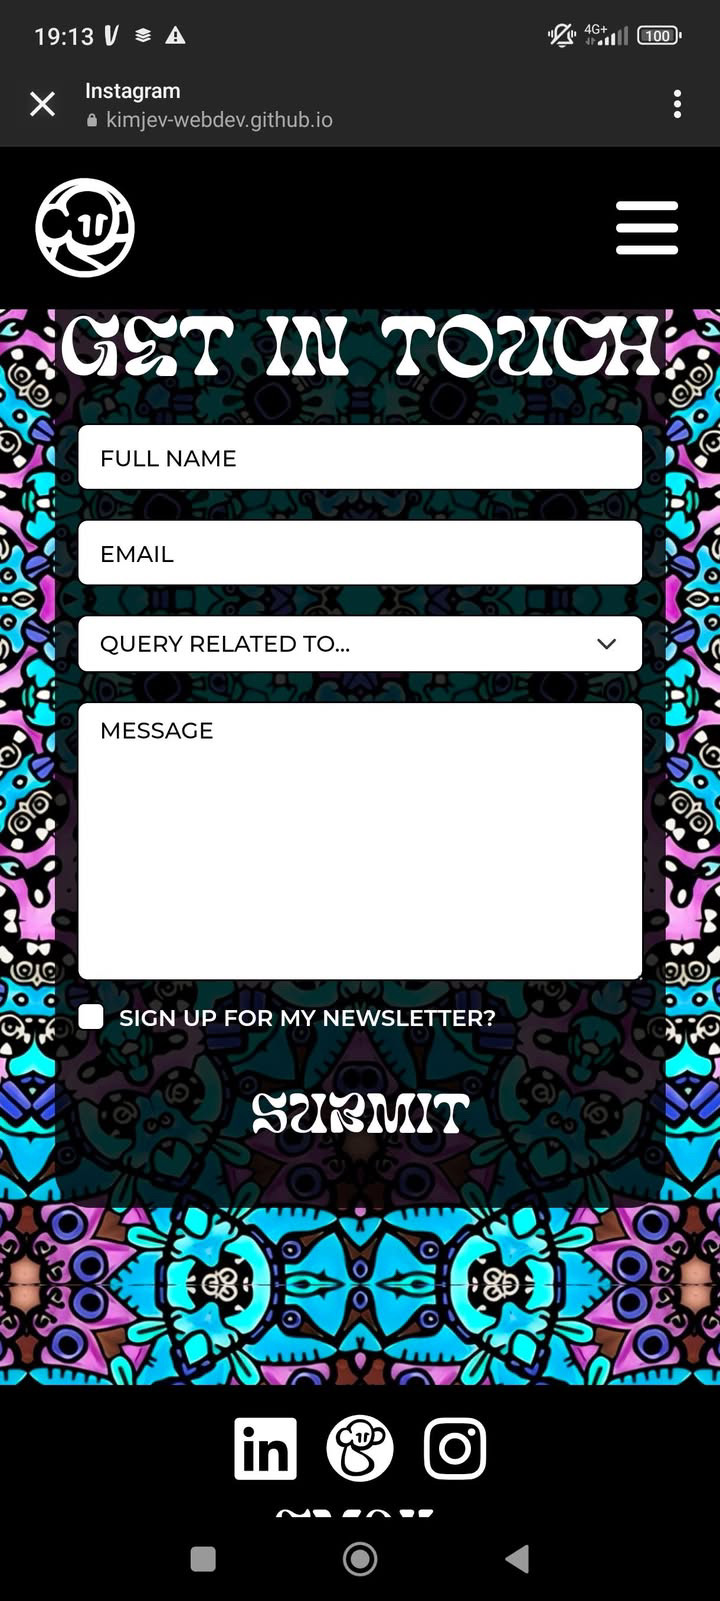 19:13
4G+
100
Instagram
kimjev-webdev.github.io
GET IN TOUCH
FULL NAME
EMAIL
QUERY RELATED TO...
MESSAGE
SIGN UP FOR MY NEWSLETTER?
SUBMIT
in